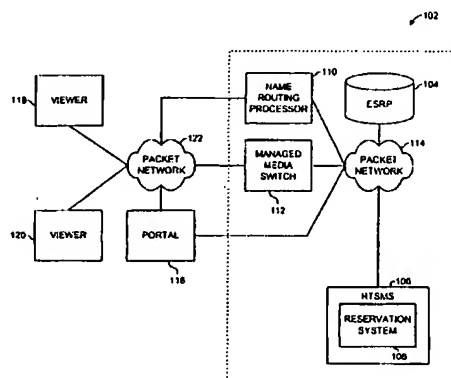 102
110
118
VIEWER
NAME
ROUTING
PROCESSOR
104
ESRP
122
114
PACKET
NETWORK
MANAGED
MEDIA
SWITCH
PACKET
NETWORK
112
120
VIEWER
PORTAL
116
106
HTSMS
RESERVATION
SYSTEM
108